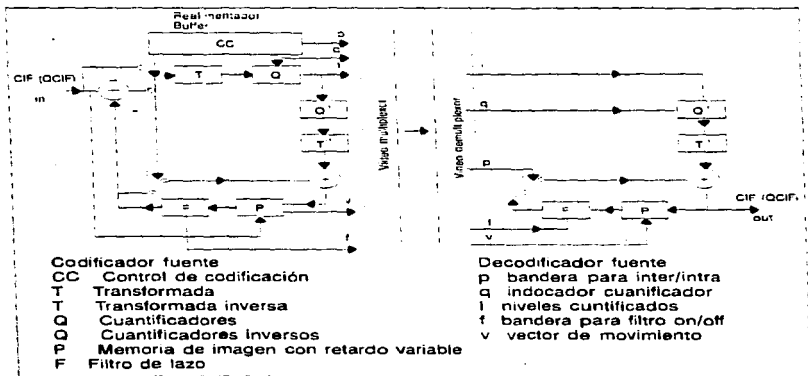 Realimentador
Buffer
CC
p
q
CIF (QCIF)
in
T
Q
l
Q
T
F
P
v
f
Video multiplexor
Video demultiplexor
q
p
f
v
Q
T
F
P
CIF (QCIF)
out
Codificador fuente
CC Control de codificación
T Transformada
T Transformada inversa
Q Cuantificadores
Q Cuantificadores inversos
P Memoria de imagen con retardo variable
F Filtro de lazo
Decodificador fuente
p bandera para inter/intra
q indocador cuanificador
l niveles cuntificados
f bandera para filtro on/off
v vector de movimiento